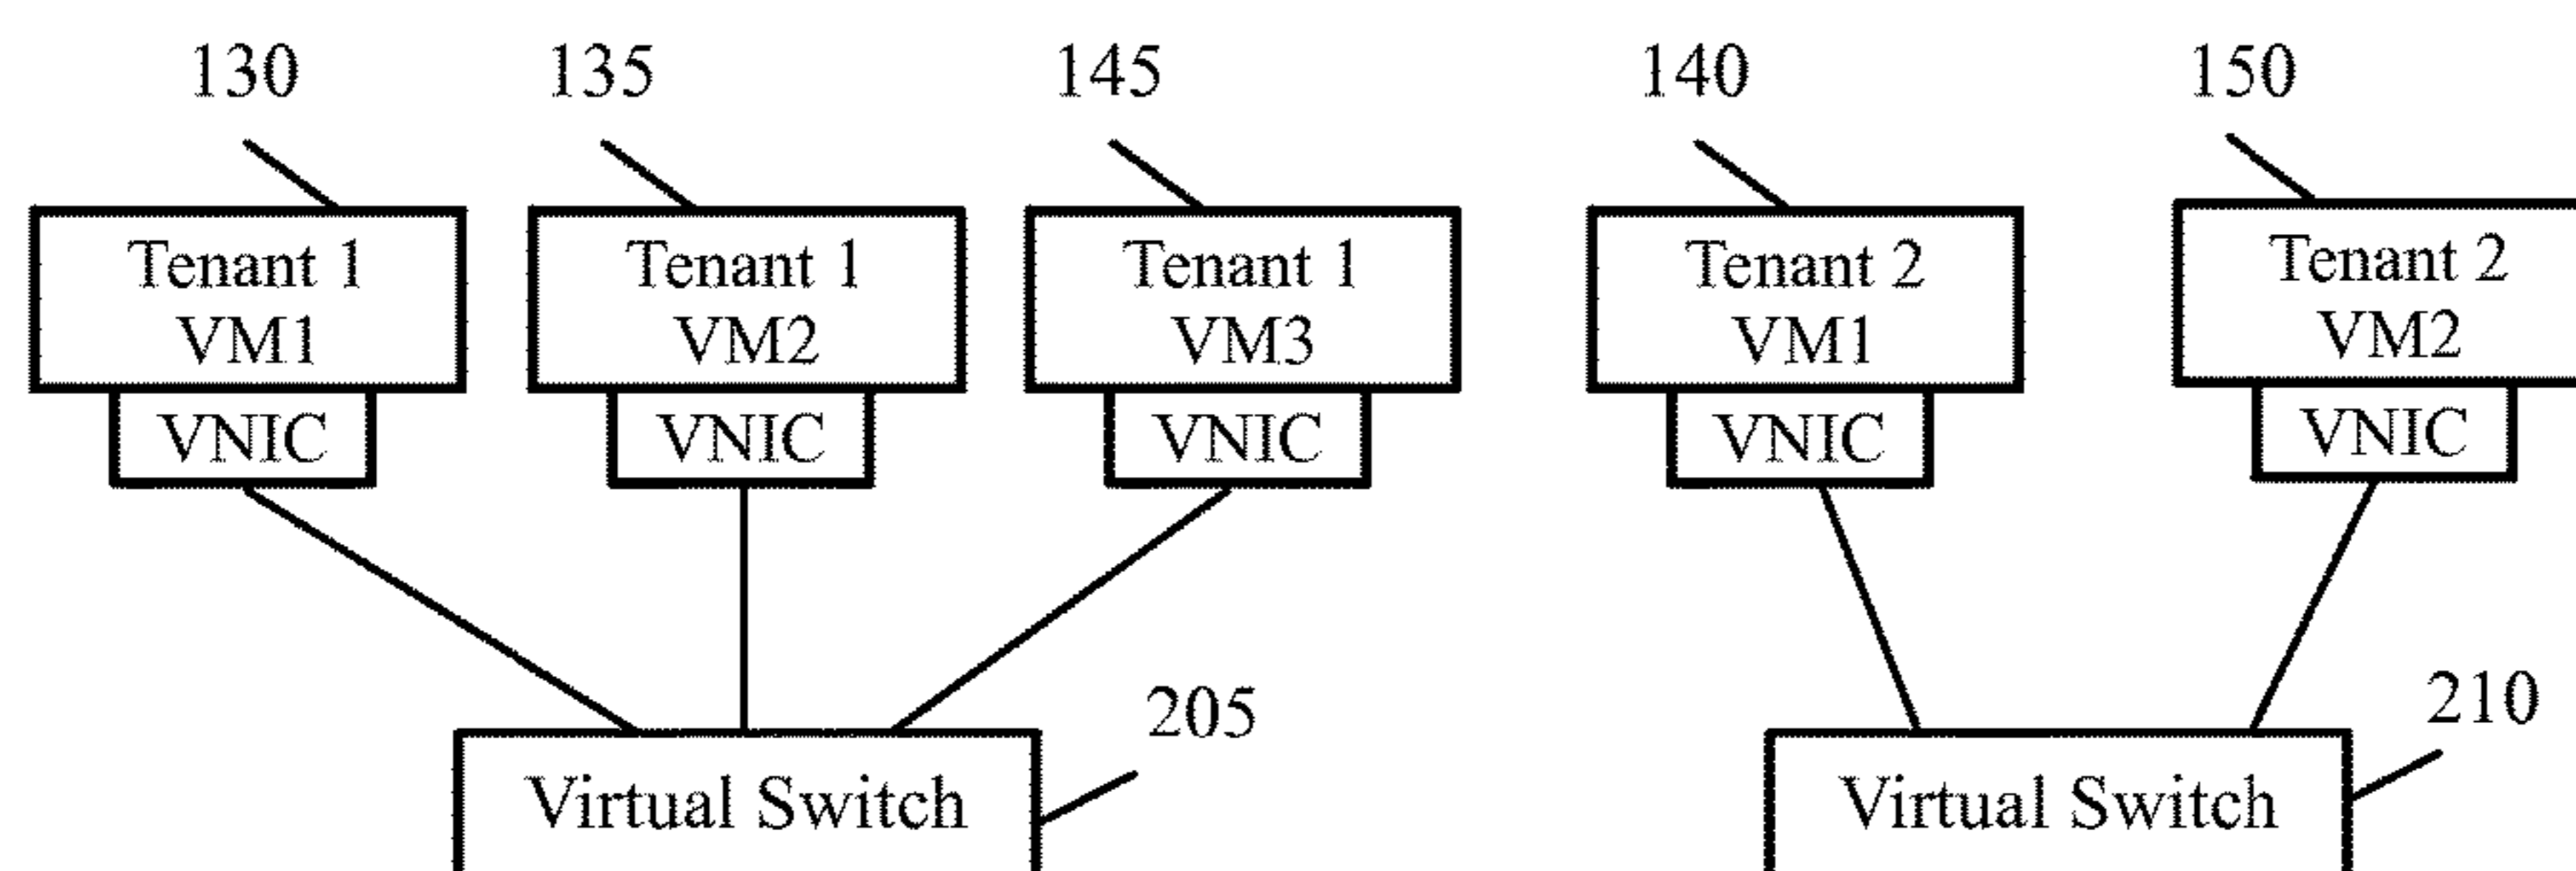 130
135
145
140
150
Tenant 1
VM1
Tenant 1
VM2
Tenant 1
VM3
Tenant 2
VM1
Tenant 2
VM2
VNIC
VNIC
VNIC
VNIC
VNIC
205
210
Virtual Switch
Virtual Switch